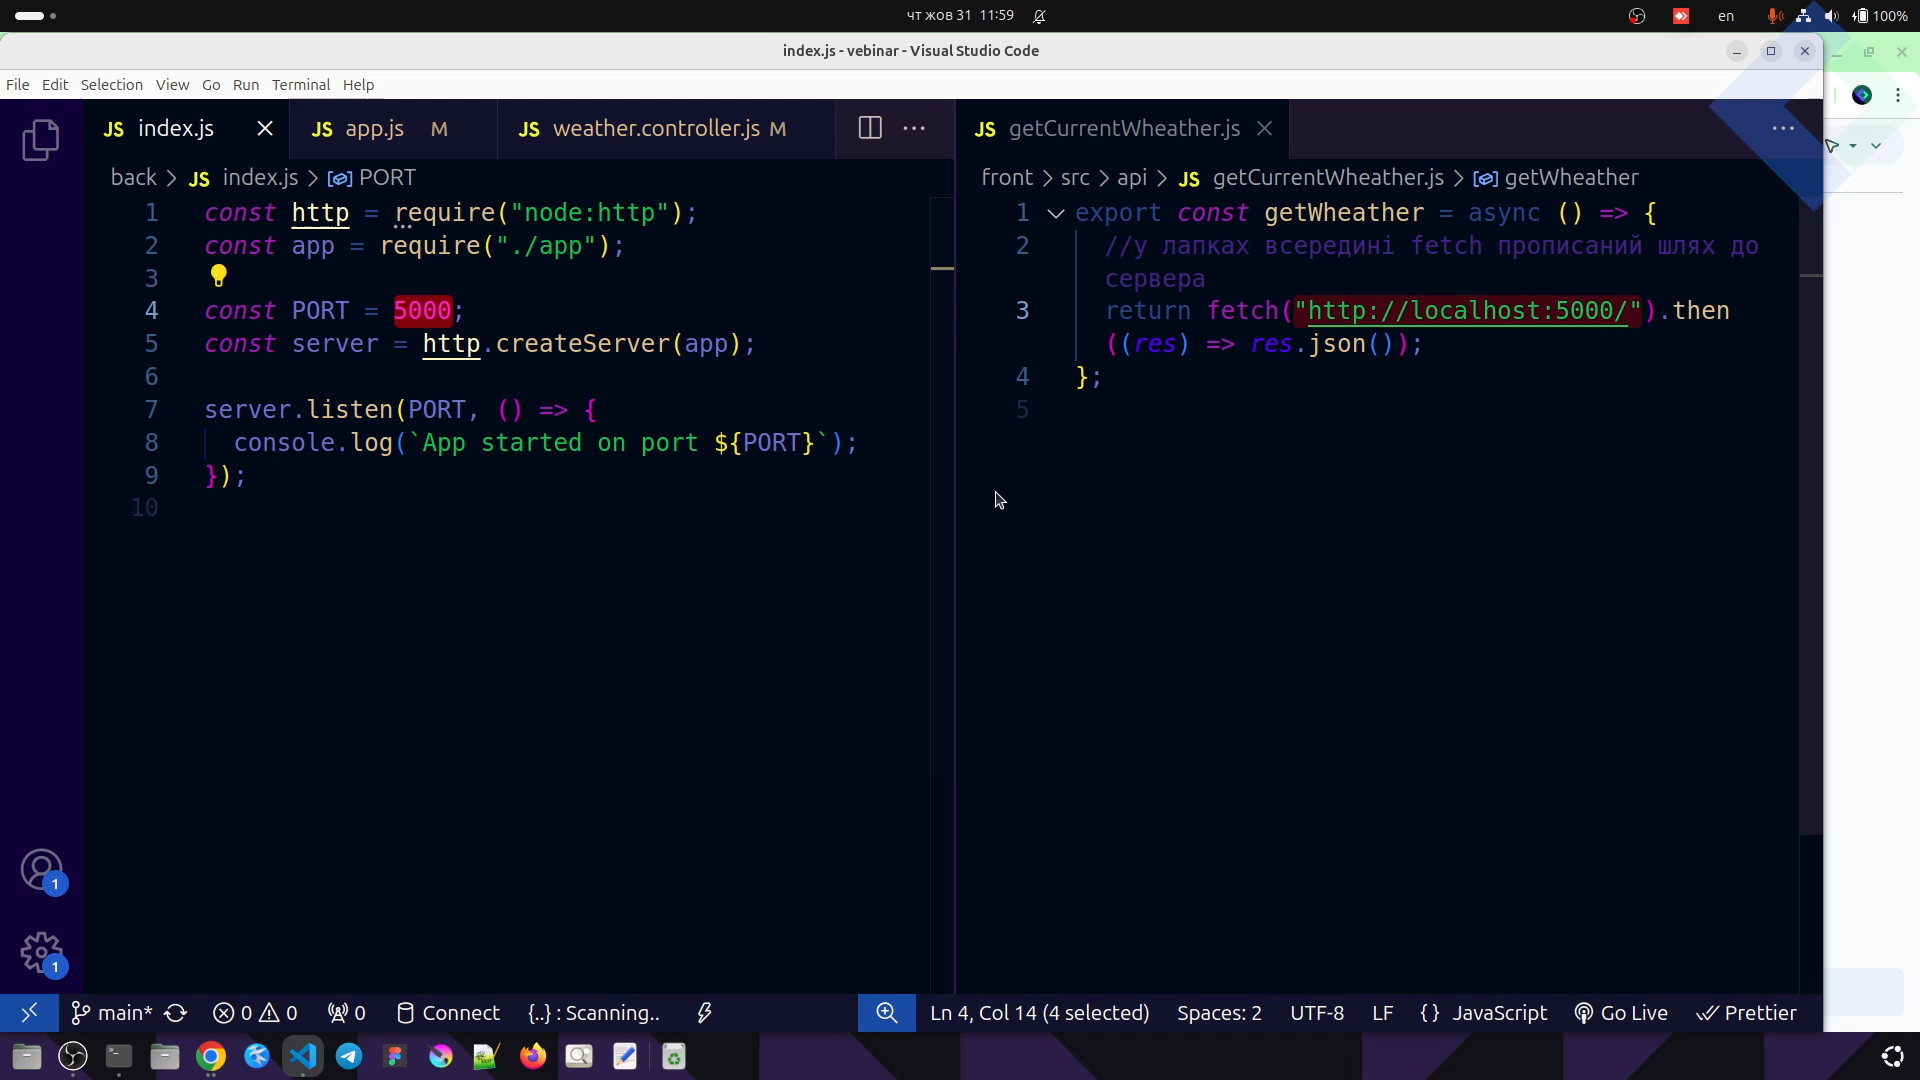 чт жов 31 11:59
en
100%
index.js - vebinar - Visual Studio Code
File Edit Selection View Go Run Terminal Help
JS index.js
JS app.js M
JS weather.controller.js M
JS getCurrentWheather.js
back > JS index.js > PORT
1 const http = require("node:http");
2 const app = require("./app");
3
4 const PORT = 5000;
5 const server = http.createServer(app);
6
7 server.listen(PORT, () => {
8 console.log(`App started on port ${PORT}`);
9 });
10
front > src > api > JS getCurrentWheather.js > getWheather
1 export const getWheather = async () => {
2 //у лапках всередині fetch прописаний шлях до
сервера
3 return fetch("http://localhost:5000/").then
((res) => res.json());
4 };
5
1
1
main* 0 0 0 Connect {..} : Scanning.. Ln 4, Col 14 (4 selected) Spaces: 2 UTF-8 LF {} JavaScript Go Live Prettier